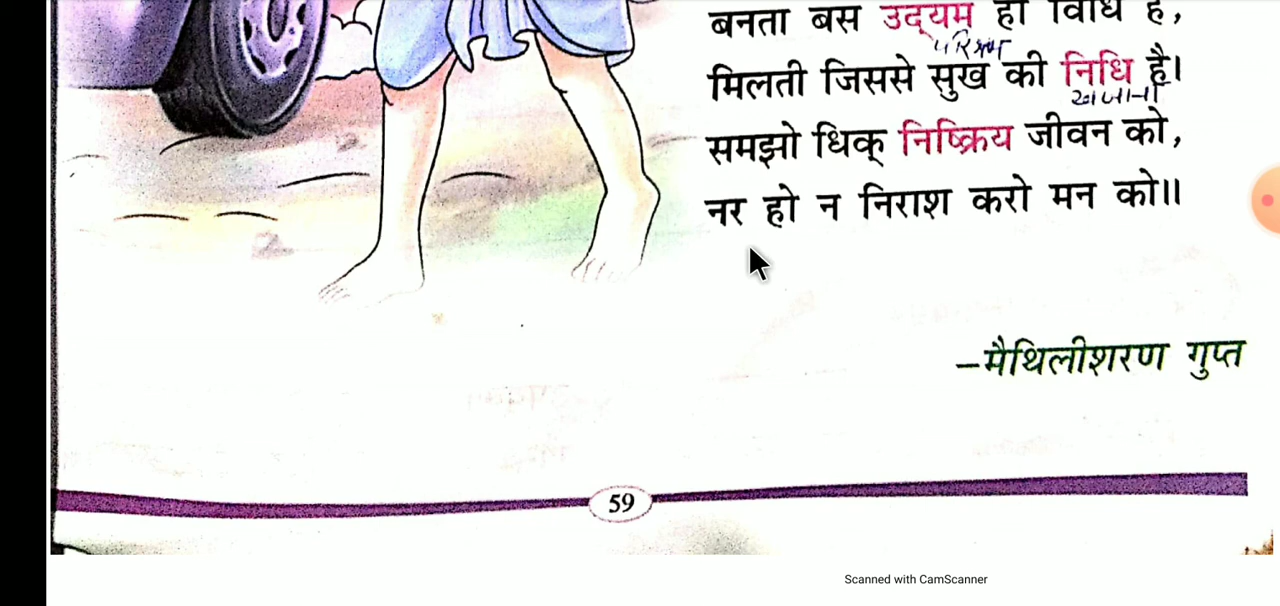 बनता बस उद्‌यम ही विधि है,
परिश्रम
मिलती जिससे सुख की निधि है।
खजाना
समझो धिक् निष्क्रिय जीवन को,
नर हो न निराश करो मन को॥
–मैथिलीशरण गुप्त
59
Scanned with CamScanner